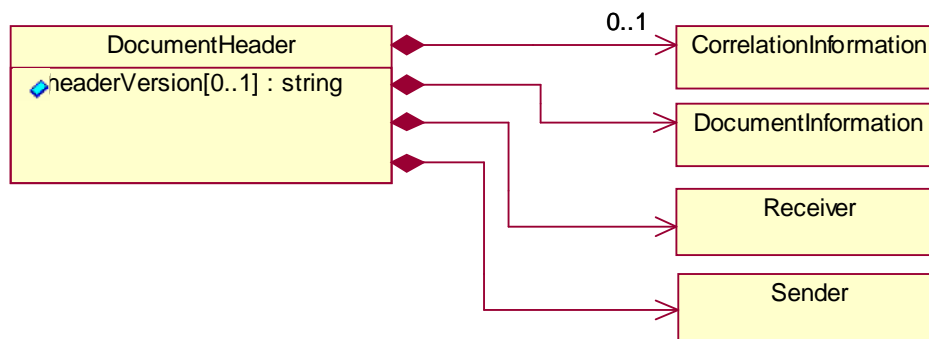 DocumentHeader
headerVersion[0..1] : string
0..1
CorrelationInformation
DocumentInformation
Receiver
Sender